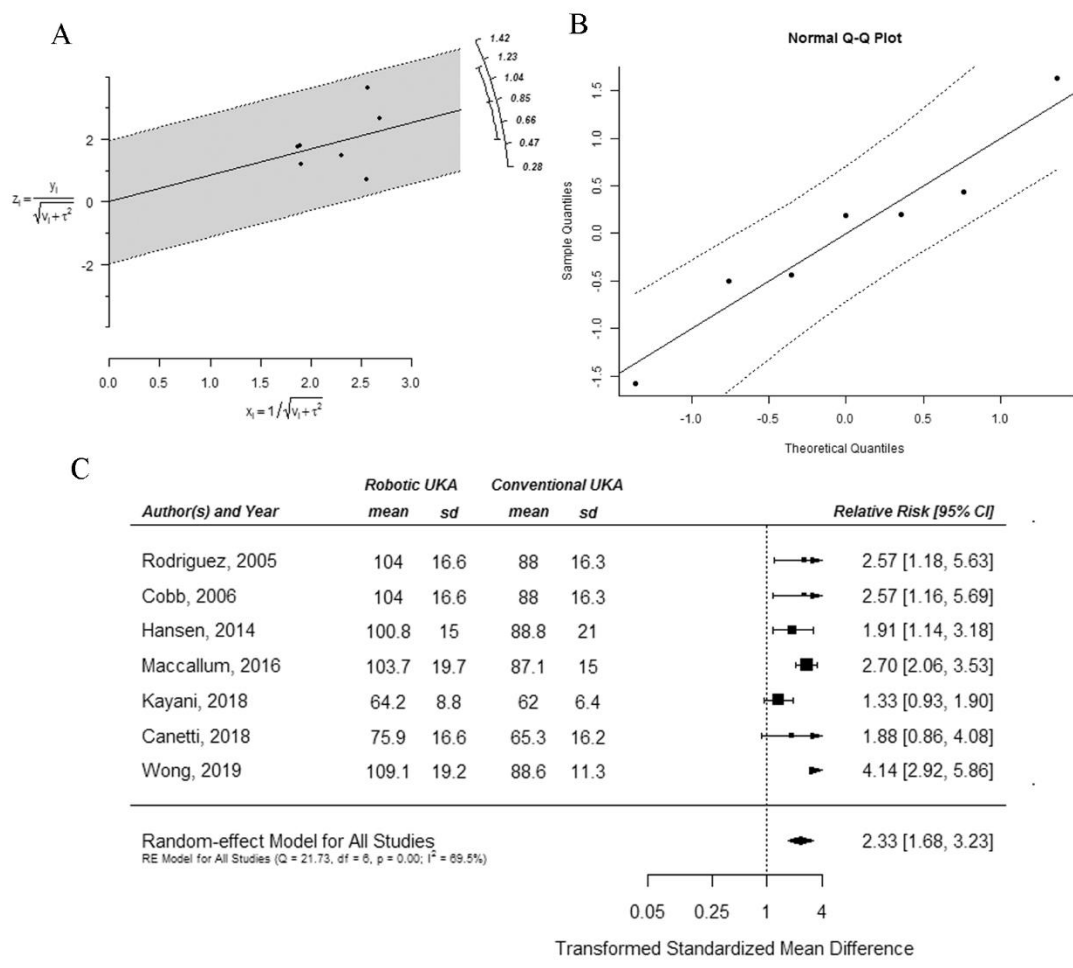 A
1.42
1.23
1.04
0.85
0.66
0.47
0.28
2
0
-2
zᵢ = yᵢ / √(vᵢ + τ²)
0.0 1.0 1.5 2.0 3.0
xᵢ = 1/√(vᵢ + τ²)
B
Normal Q-Q Plot
Sample Quantiles
1.5
1.0
0.5
0.0
-0.5
-1.0
-1.5
-1.0 -0.5 0.0 0.5 1.0
Theoretical Quantiles
C
Robotic UKA Conventional UKA
Author(s) and Year mean sd mean sd Relative Risk [95% CI]
Rodriguez, 2005 104 16.6 88 16.3 2.57 [1.18, 5.63]
Cobb, 2006 104 16.6 88 16.3 2.57 [1.16, 5.69]
Hansen, 2014 100.8 15 88.8 21 1.91 [1.14, 3.18]
Maccallum, 2016 103.7 19.7 87.1 15 2.70 [2.06, 3.53]
Kayani, 2018 64.2 8.8 62 6.4 1.33 [0.93, 1.90]
Canetti, 2018 75.9 16.6 65.3 16.2 1.88 [0.86, 4.08]
Wong, 2019 109.1 19.2 88.6 11.3 4.14 [2.92, 5.86]
Random-effect Model for All Studies 2.33 [1.68, 3.23]
RE Model for All Studies (Q = 21.73, df = 6, p = 0.00; I² = 69.5%)
0.05 0.25 1 4
Transformed Standardized Mean Difference